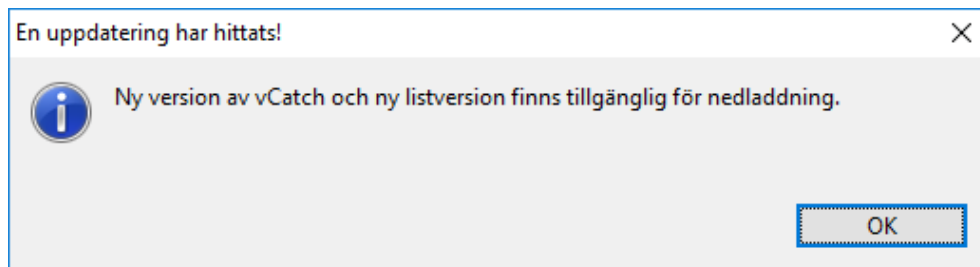 En uppdatering har hittats!
Ny version av vCatch och ny listversion finns tillgänglig för nedladdning.
OK